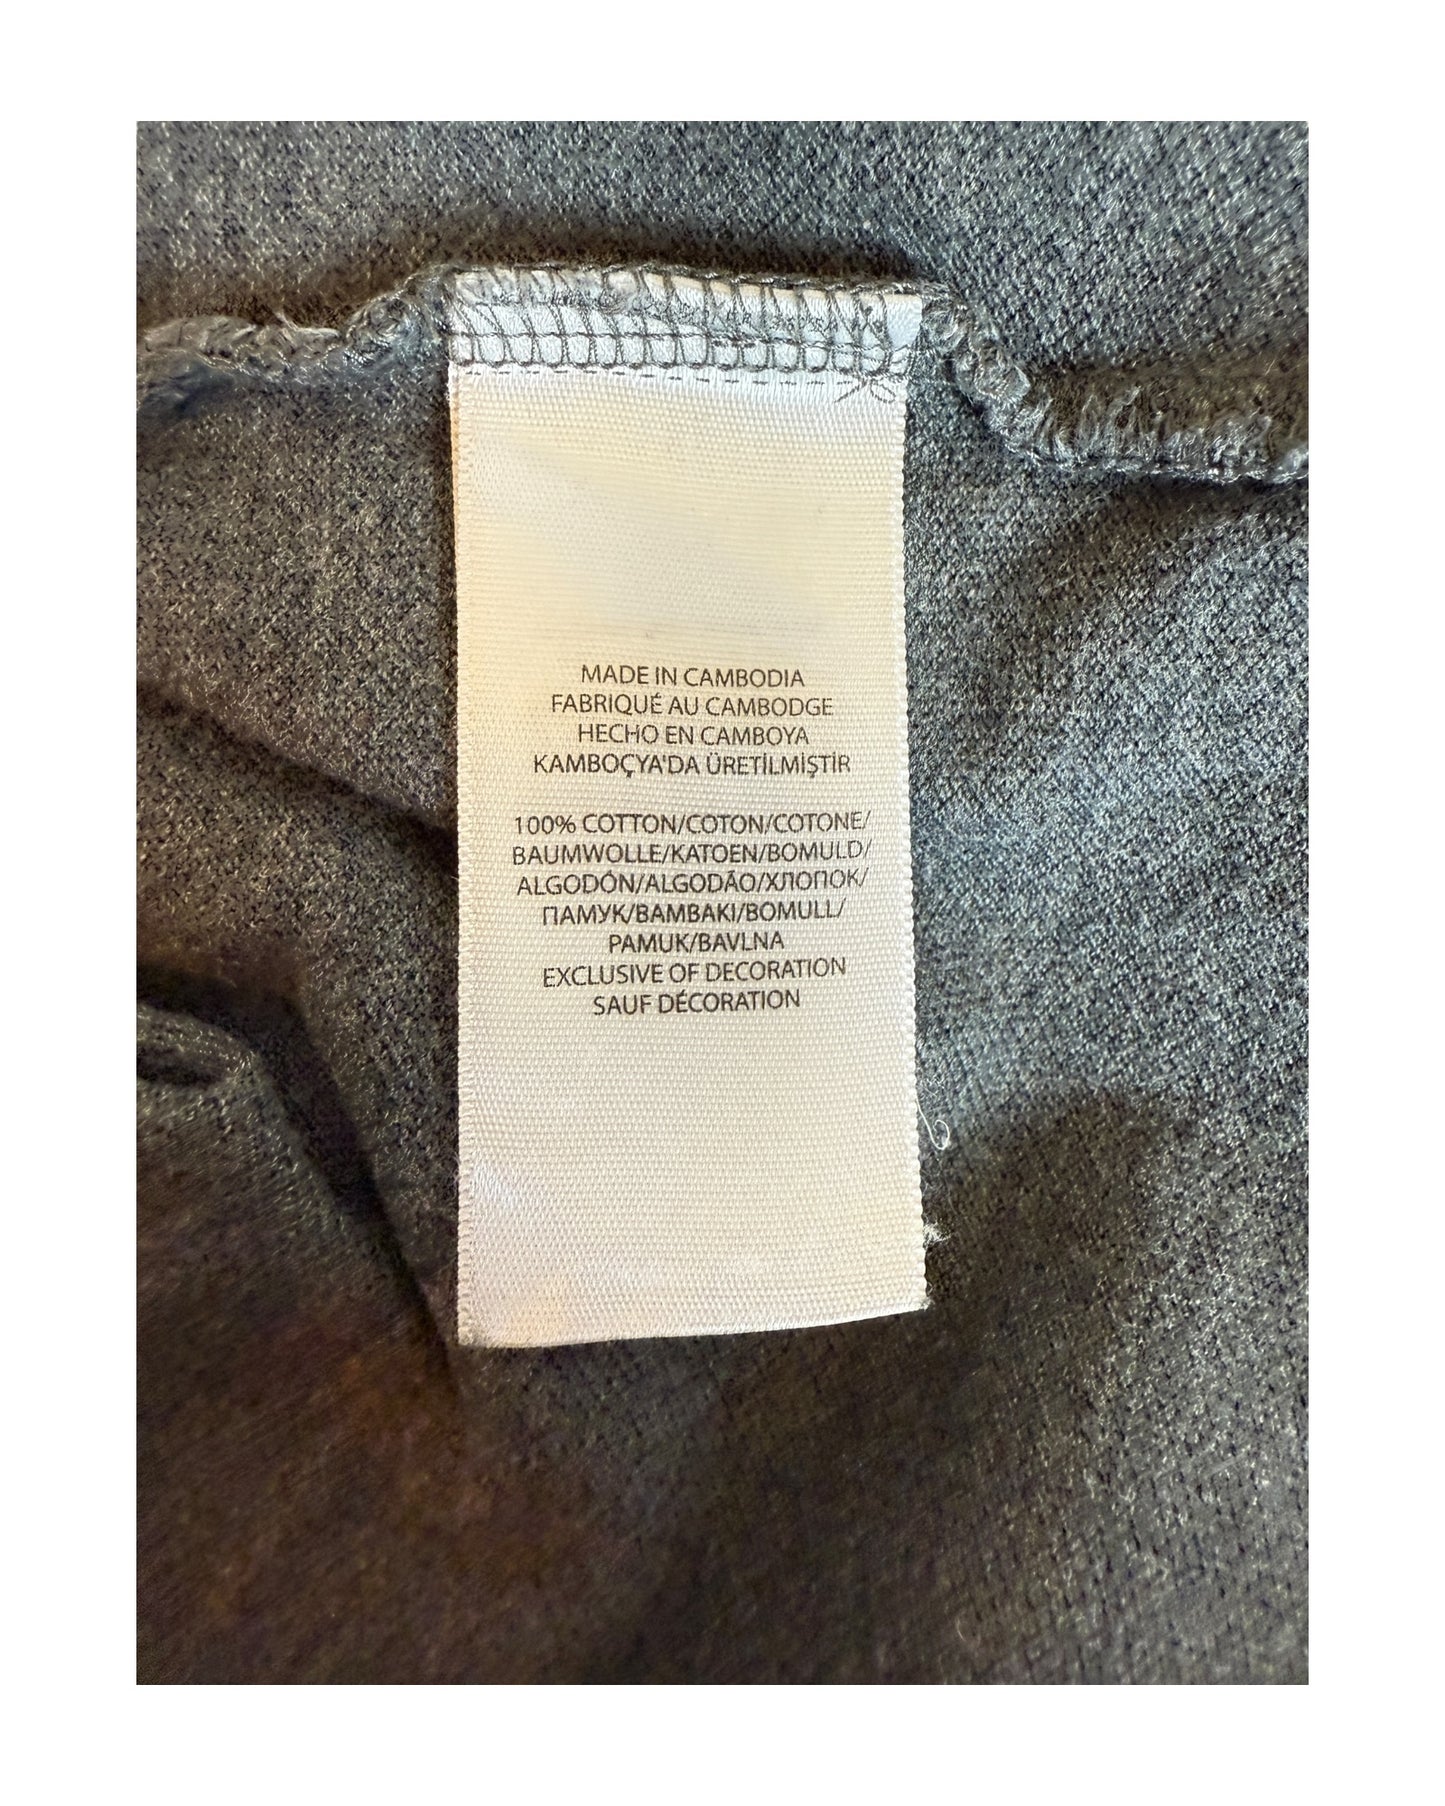 MADE IN CAMBODIA
FABRIQUÉ AU CAMBODGE
HECHO EN CAMBOYA
KAMBOÇYA'DA ÜRETİLMİŞTİR
100% COTTON/COTON/COTONE/
BAUMWOLLE/KATOEN/BOMULD/
ALGODÓN/ALGODÃO/ХЛОПОК/
ПАМУК/BAMBAKI/BOMULL/
PAMUK/BAVLNA
EXCLUSIVE OF DECORATION
SAUF DÉCORATION